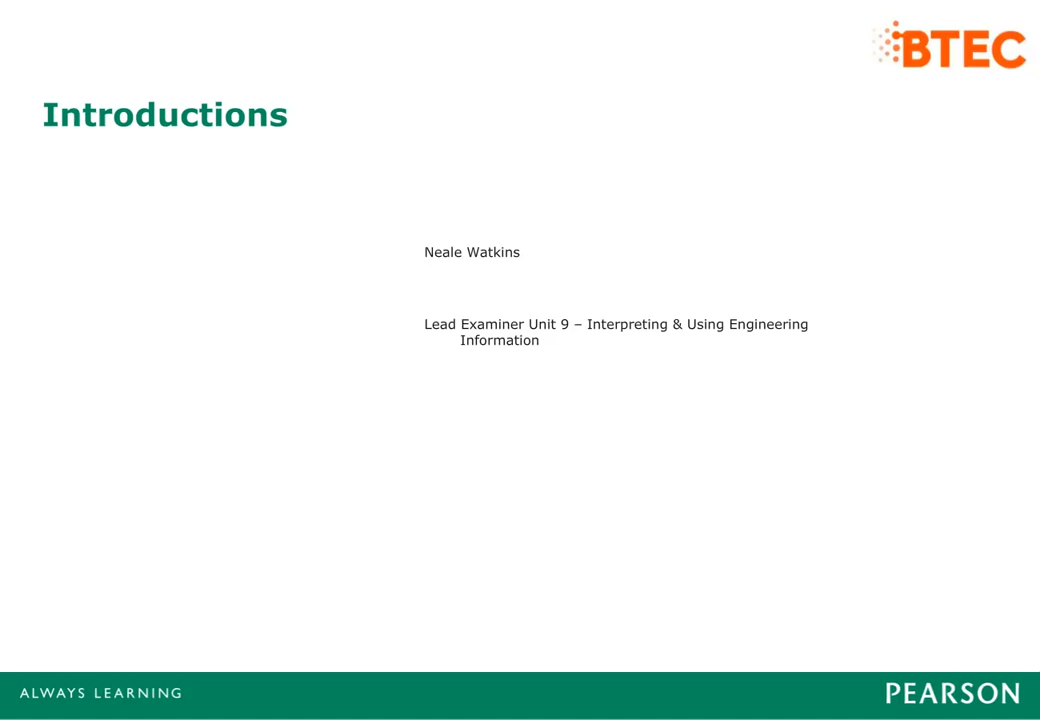 BTEC
Introductions
Neale Watkins
Lead Examiner Unit 9 – Interpreting & Using Engineering
Information
ALWAYS LEARNING
PEARSON